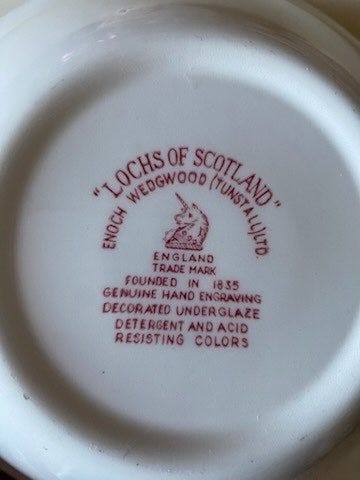 "LOCHS OF SCOTLAND"
ENOCH WEDGWOOD (TUNSTALL) LTD.
ENGLAND
TRADE MARK
FOUNDED IN 1835
GENUINE HAND ENGRAVING
DECORATED UNDERGLAZE
DETERGENT AND ACID
RESISTING COLORS